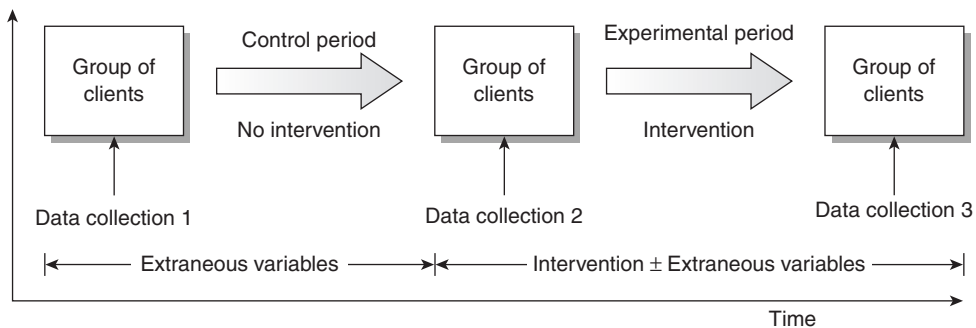 Group of
clients
Control period
No intervention
Group of
clients
Experimental period
Intervention
Group of
clients
Data collection 1
Data collection 2
Data collection 3
Extraneous variables
Intervention ± Extraneous variables
Time